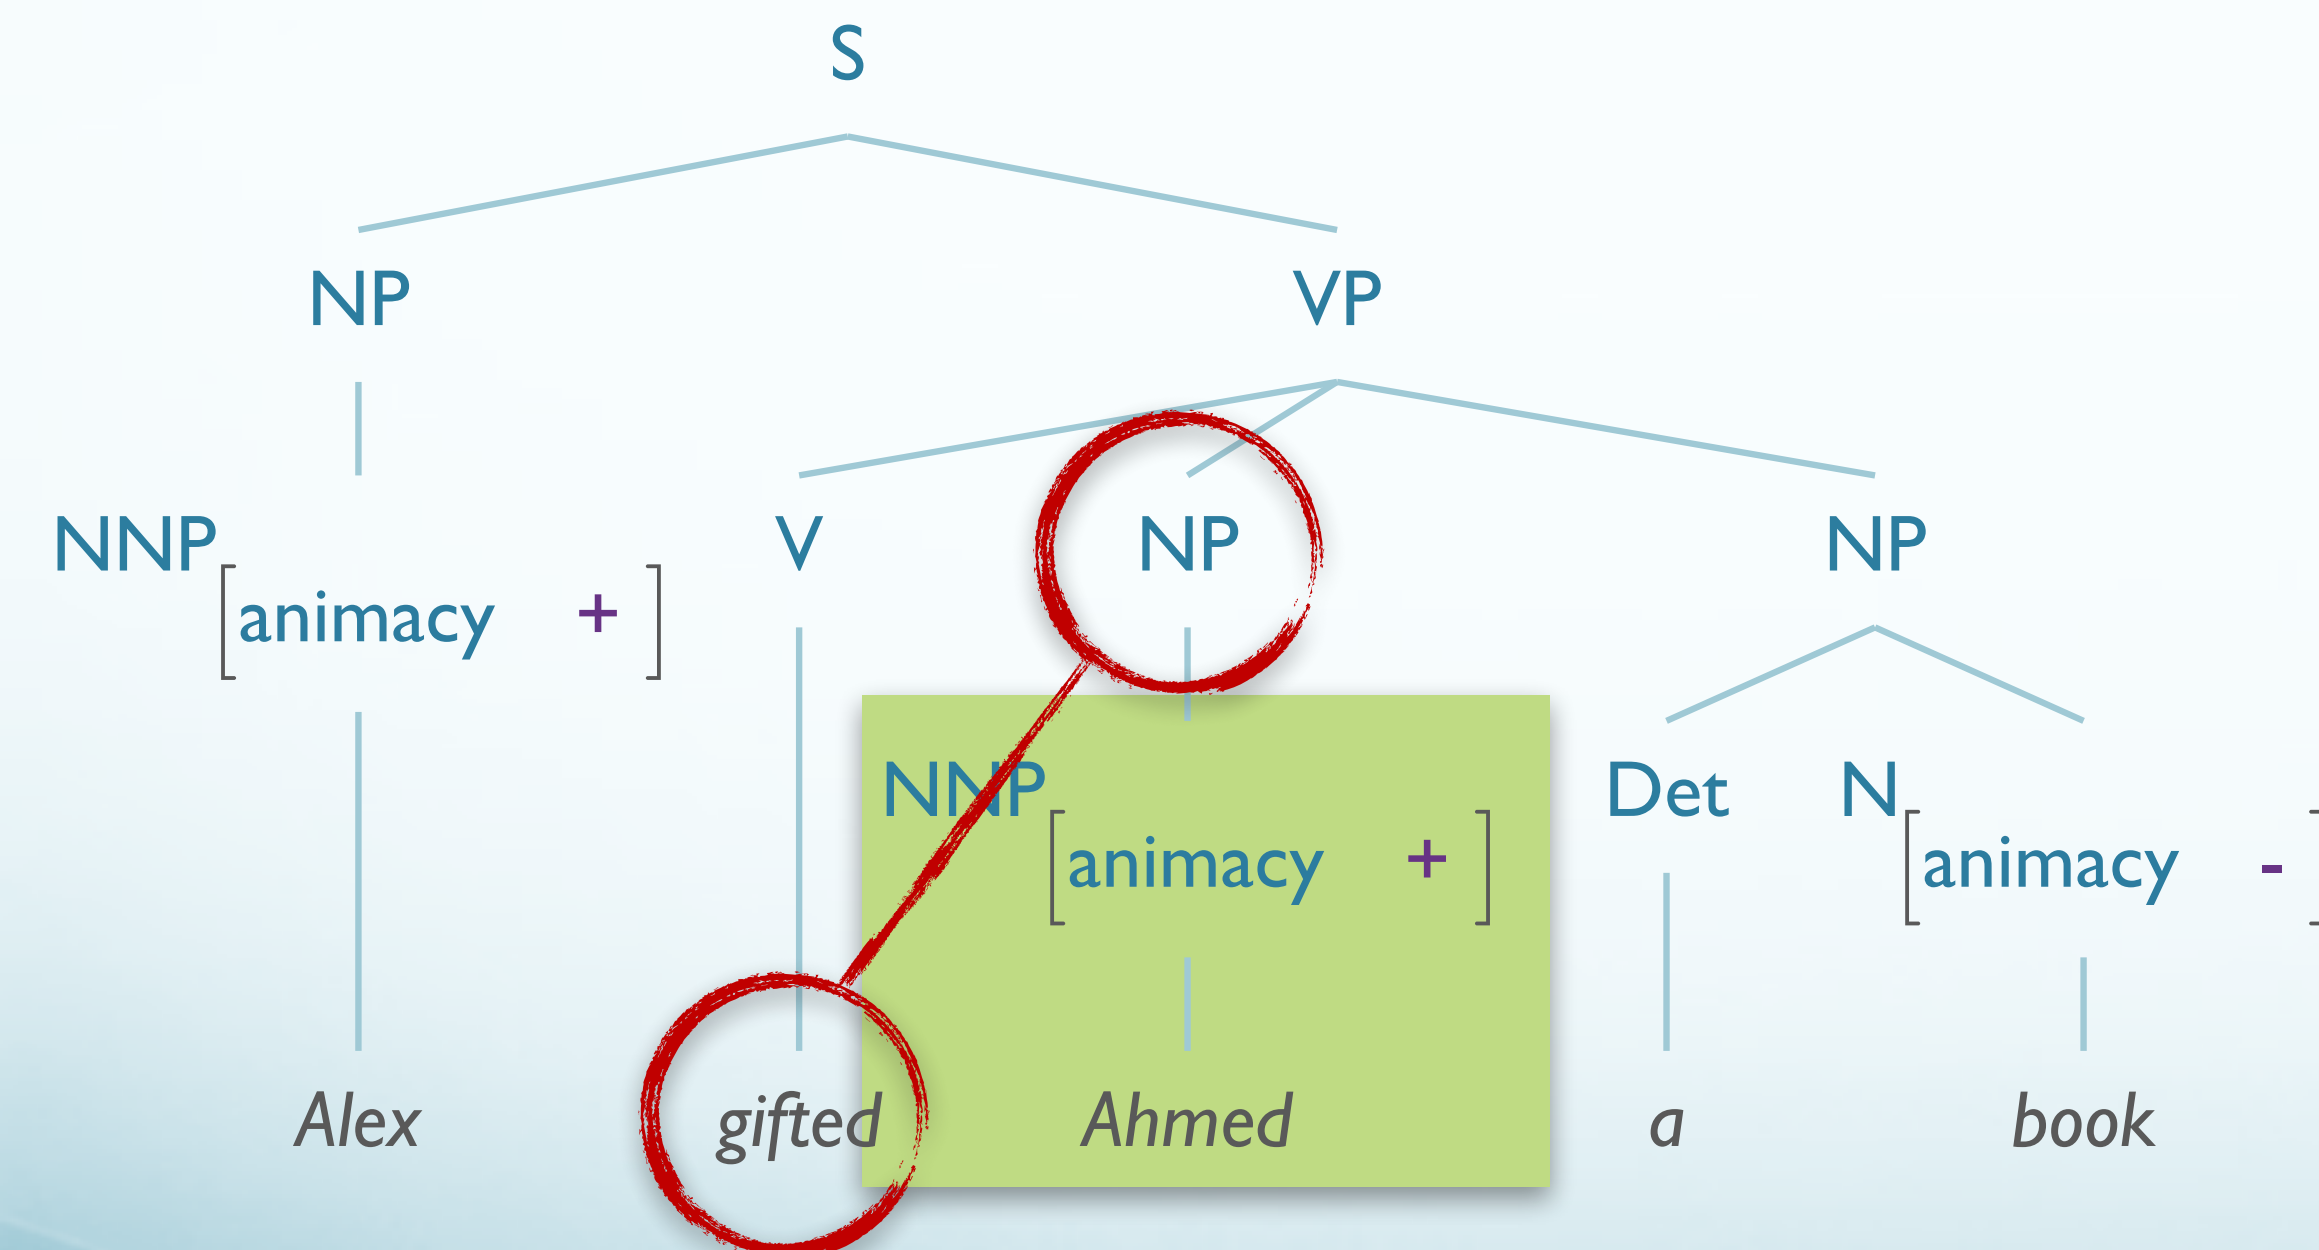 S
NP VP
NNP V NP NP
[animacy +]
NNP Det N
[animacy +] [animacy -]
Alex gifted Ahmed a book